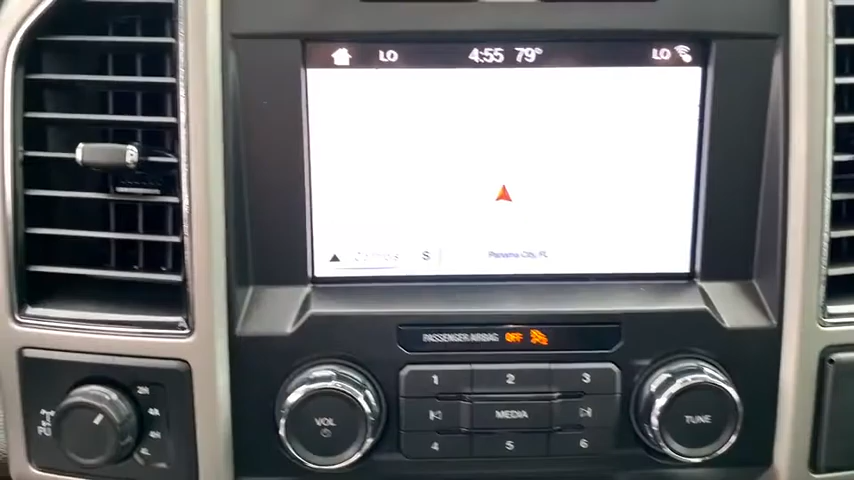 LO 4:55 79° LO
S Panama City, FL
PASSENGER AIRBAG OFF
1 2 3
VOL MEDIA TUNE
4 5 6
2H
4A
4H
4L